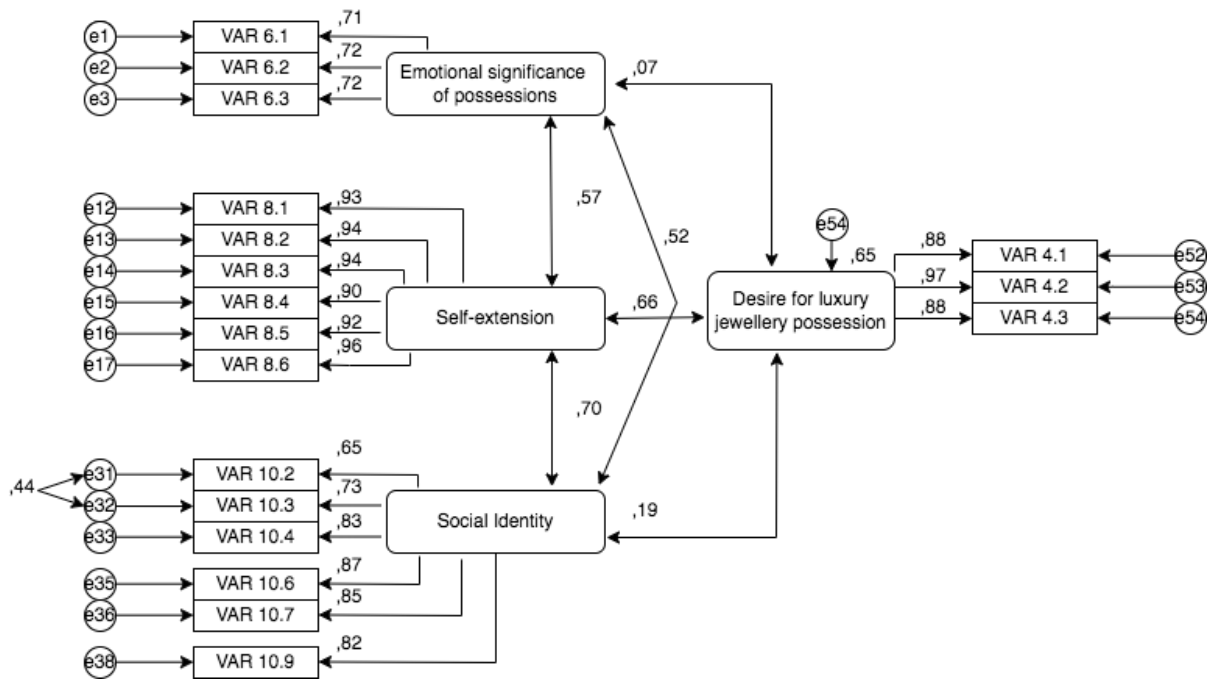 e1
VAR 6.1
,71
e2
VAR 6.2
,72
e3
VAR 6.3
,72
Emotional significance
of possessions
,07
,57
,52
e12
VAR 8.1
,93
e13
VAR 8.2
,94
e14
VAR 8.3
,94
e15
VAR 8.4
,90
e16
VAR 8.5
,92
e17
VAR 8.6
,96
Self-extension
,66
e54
,65
Desire for luxury
jewellery possession
,88
VAR 4.1
e52
,97
VAR 4.2
e53
,88
VAR 4.3
e54
,70
,44
e31
VAR 10.2
,65
e32
VAR 10.3
,73
e33
VAR 10.4
,83
Social Identity
,19
e35
VAR 10.6
,87
e36
VAR 10.7
,85
e38
VAR 10.9
,82